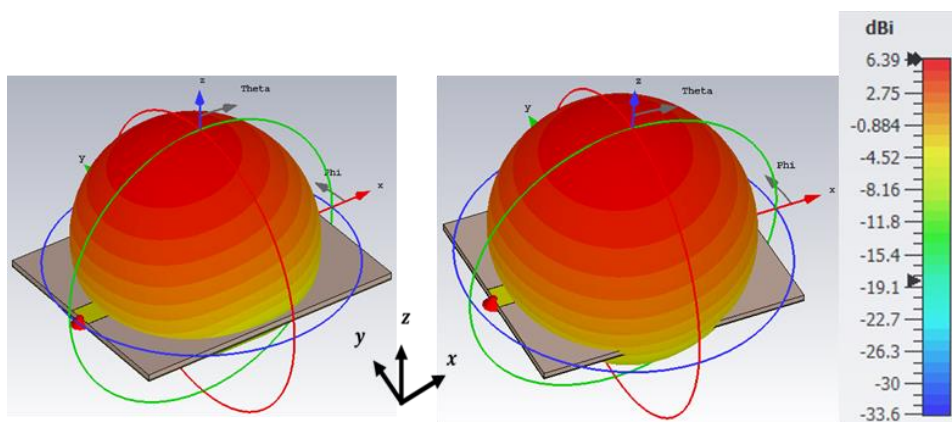 z
Theta
y
Phi
x
z
Theta
y
Phi
x
z
y
x
dBi
6.39
2.75
-0.884
-4.52
-8.16
-11.8
-15.4
-19.1
-22.7
-26.3
-30
-33.6